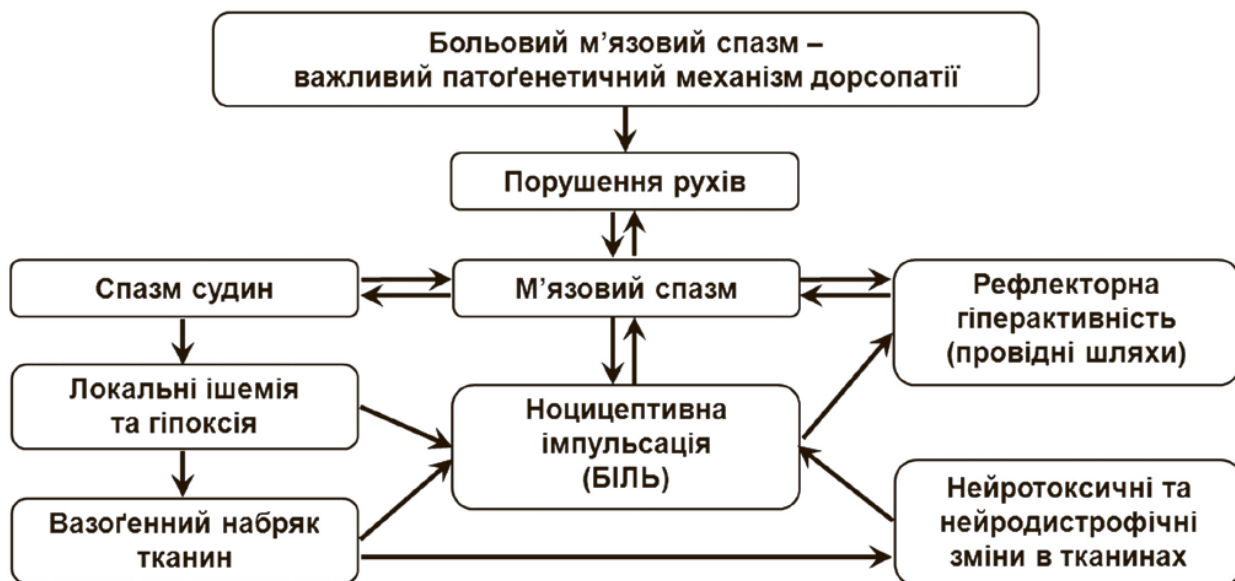 Больовий м’язовий спазм –
важливий патоґенетичний механізм дорсопатії
Порушення рухів
Спазм судин
М’язовий спазм
Рефлекторна
гіперактивність
(провідні шляхи)
Локальні ішемія
та гіпоксія
Ноцицептивна
імпульсація
(БІЛЬ)
Вазоґенний набряк
тканин
Нейротоксичні та
нейродистрофічні
зміни в тканинах